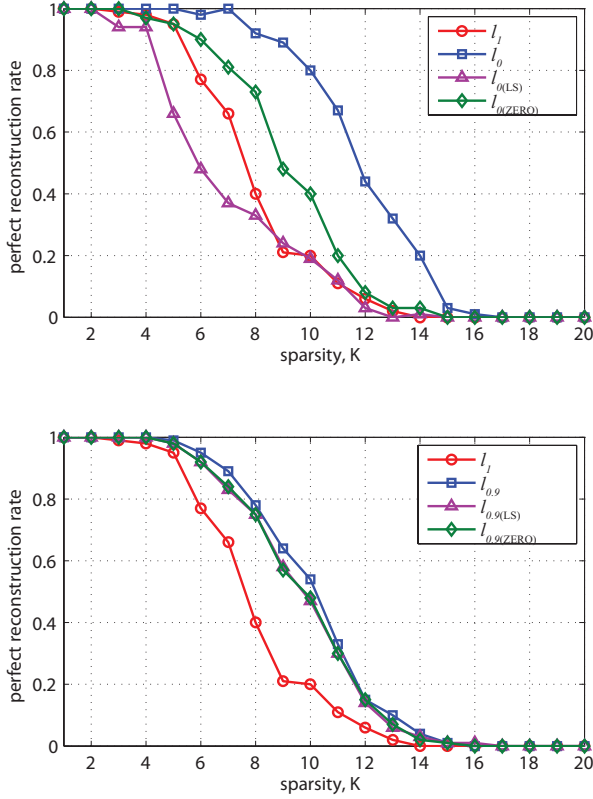 1
0.8
0.6
0.4
0.2
0
perfect reconstruction rate
2 4 6 8 10 12 14 16 18 20
sparsity, K
l1
l0
l0(LS)
l0(ZERO)
1
0.8
0.6
0.4
0.2
0
perfect reconstruction rate
2 4 6 8 10 12 14 16 18 20
sparsity, K
l1
l0.9
l0.9(LS)
l0.9(ZERO)